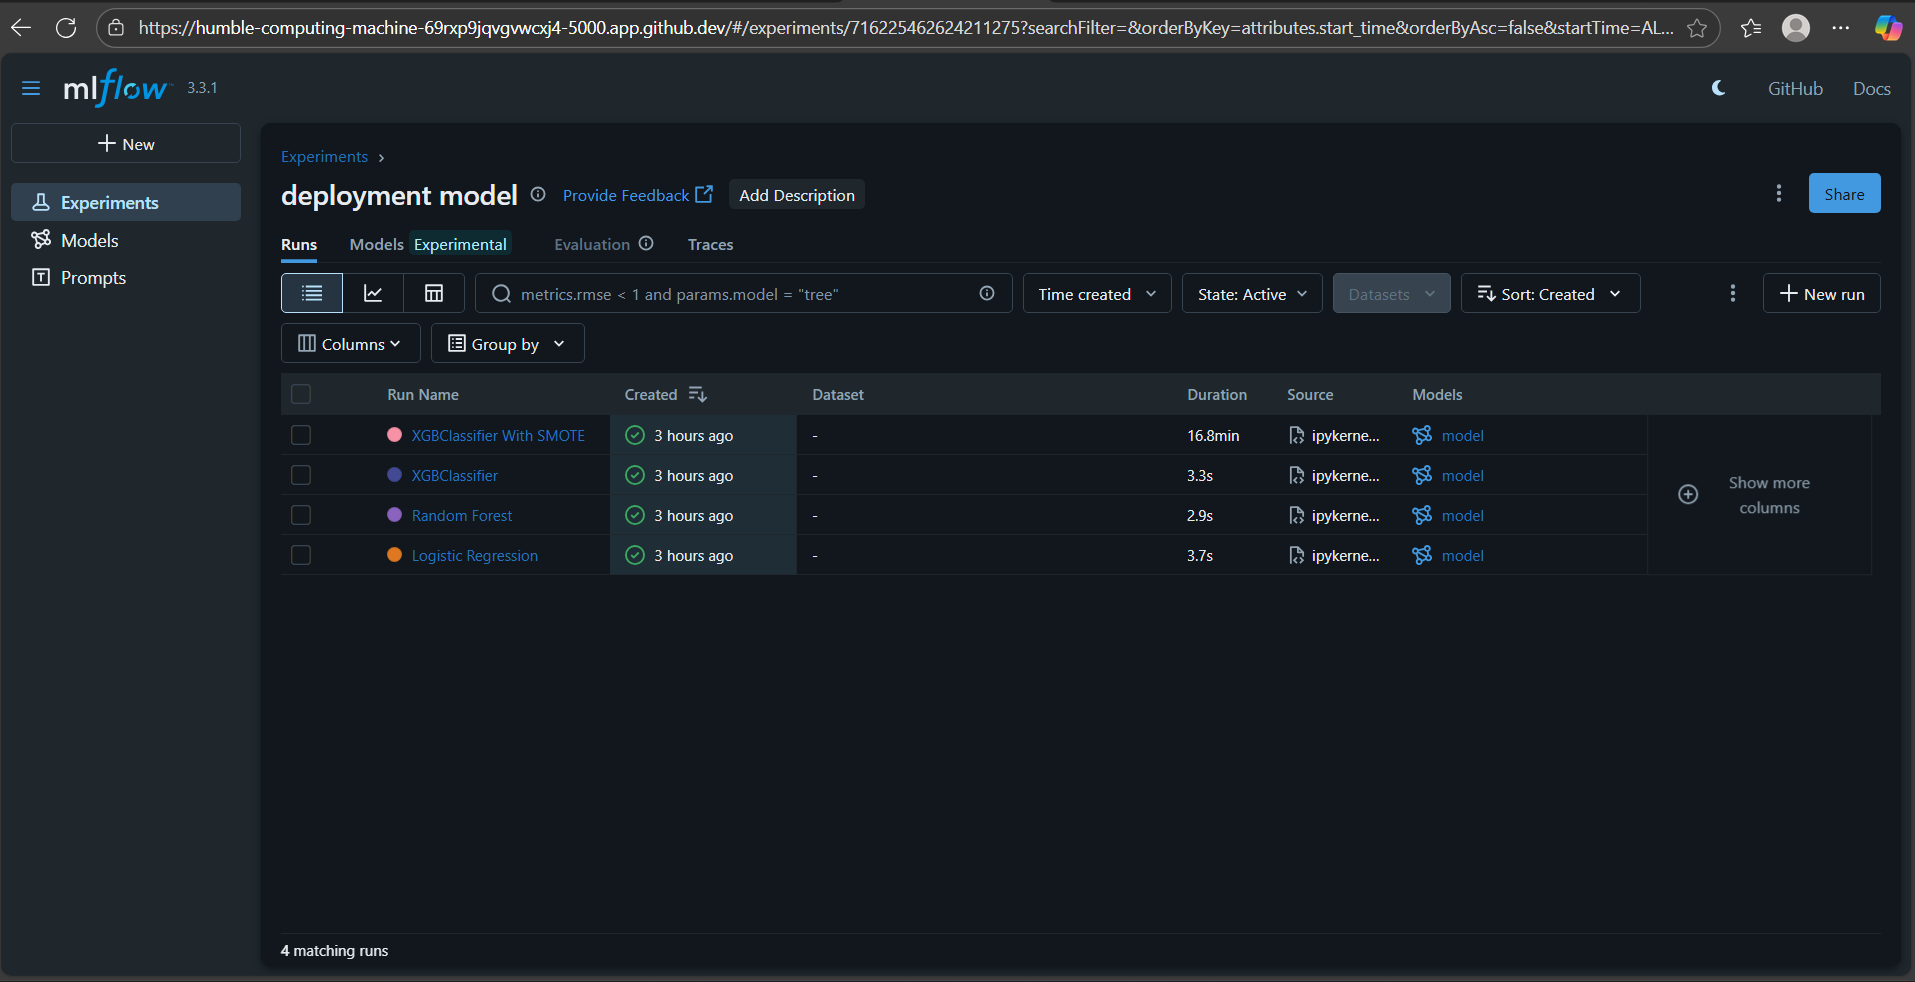 https://humble-computing-machine-69rxp9jqvgvwcxj4-5000.app.github.dev/#/experiments/716225462624211275?searchFilter=&orderByKey=attributes.start_time&orderByAsc=false&startTime=AL...
mlflow 3.3.1
GitHub Docs
New
Experiments
Models
Prompts
Experiments
deployment model Provide Feedback Add Description
Share
Runs Models Experimental Evaluation Traces
metrics.rmse < 1 and params.model = "tree" Time created State: Active Datasets Sort: Created New run
Columns Group by
Run Name Created Dataset Duration Source Models
XGBClassifier With SMOTE 3 hours ago - 16.8min ipykerne... model
XGBClassifier 3 hours ago - 3.3s ipykerne... model
Random Forest 3 hours ago - 2.9s ipykerne... model
Logistic Regression 3 hours ago - 3.7s ipykerne... model
Show more
columns
4 matching runs